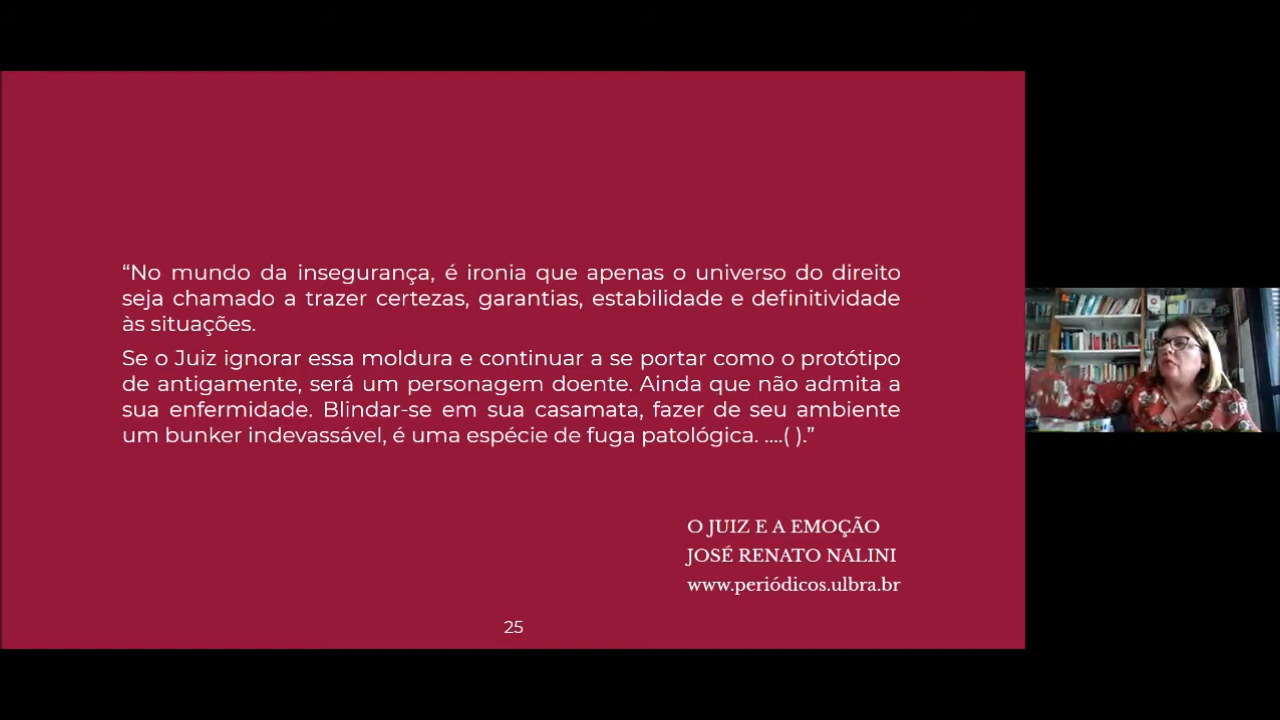 “No mundo da insegurança, é ironia que apenas o universo do direito
seja chamado a trazer certezas, garantias, estabilidade e definitividade
às situações.
Se o Juiz ignorar essa moldura e continuar a se portar como o protótipo
de antigamente, será um personagem doente. Ainda que não admita a
sua enfermidade. Blindar-se em sua casamata, fazer de seu ambiente
um bunker indevassável, é uma espécie de fuga patológica. ....( ).”
O JUIZ E A EMOÇÃO
JOSÉ RENATO NALINI
www.periódicos.ulbra.br
25